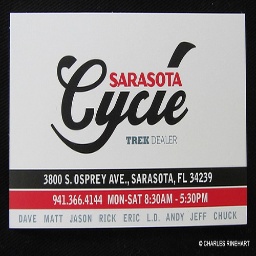 SARASOTA
Cycle
TREK DEALER
3800 S. OSPREY AVE., SARASOTA, FL 34239
941.366.4144 MON-SAT 8:30AM - 5:30PM
DAVE MATT JASON RICK ERIC L.D. ANDY JEFF CHUCK
© CHARLES RINEHART